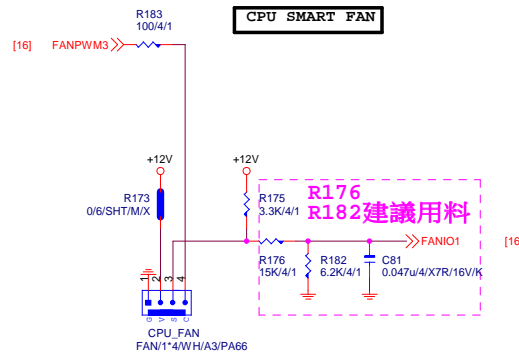 CPU SMART FAN
R183
100/4/1
[16] FANPWM3
+12V
+12V
R173
0/6/SHT/M/X
R175
3.3K/4/1
R176
R182建議用料
FANIO1 [16
R176
15K/4/1
R182
6.2K/4/1
C81
0.047u/4/X7R/16V/K
1 2 3 4
G V S C
CPU_FAN
FAN/1*4/WH/A3/PA66